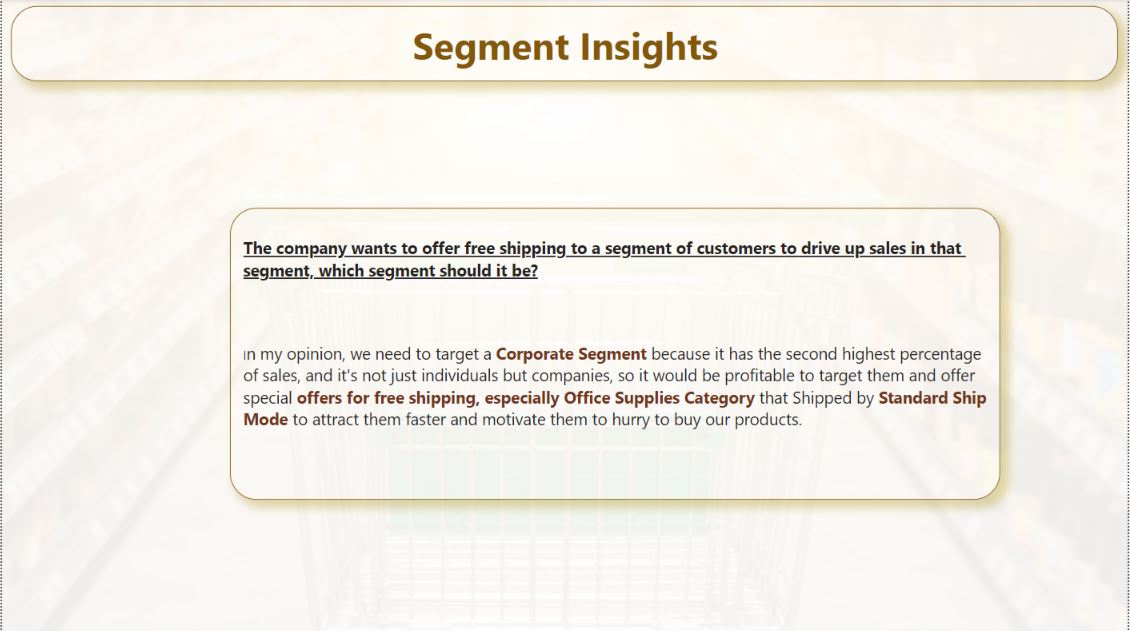 Segment Insights
The company wants to offer free shipping to a segment of customers to drive up sales in that
segment, which segment should it be?
In my opinion, we need to target a Corporate Segment because it has the second highest percentage
of sales, and it's not just individuals but companies, so it would be profitable to target them and offer
special offers for free shipping, especially Office Supplies Category that Shipped by Standard Ship
Mode to attract them faster and motivate them to hurry to buy our products.